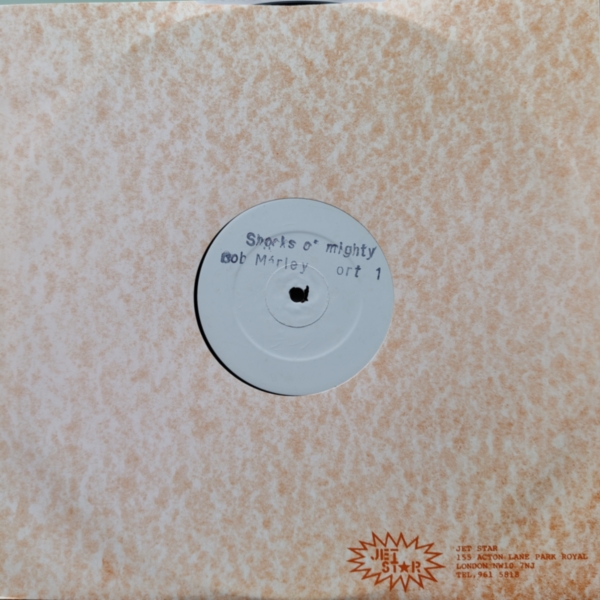 Shocks o' mighty
Bob Marley ort 1
JET
STAR
JET STAR
155 ACTON LANE PARK ROYAL
LONDON NW10 7NJ
TEL.961 5818